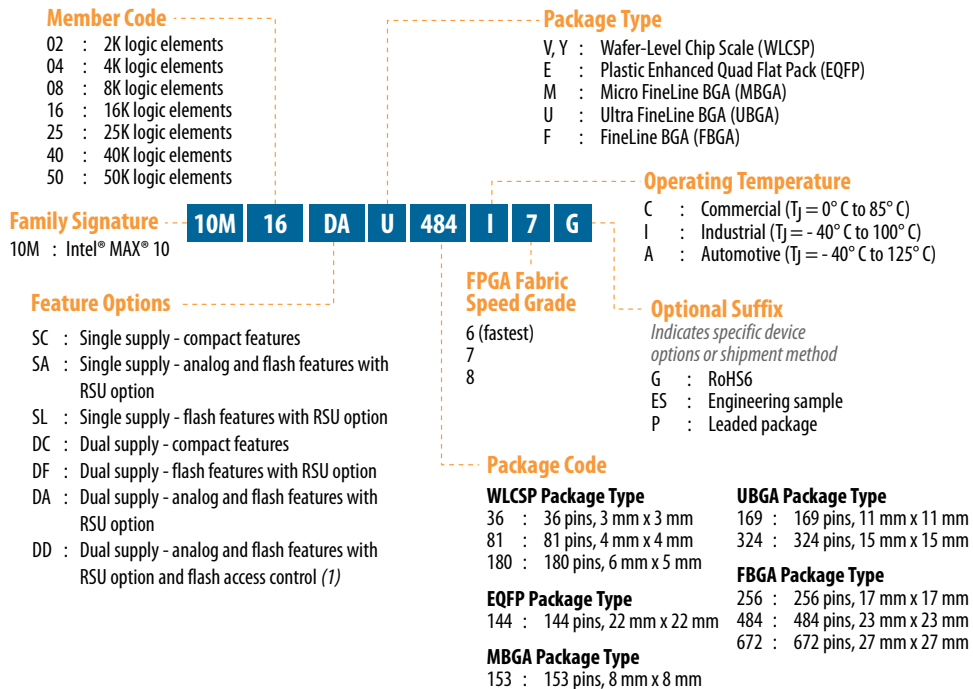 Member Code
02 : 2K logic elements
04 : 4K logic elements
08 : 8K logic elements
16 : 16K logic elements
25 : 25K logic elements
40 : 40K logic elements
50 : 50K logic elements
Package Type
V, Y : Wafer-Level Chip Scale (WLCSP)
E : Plastic Enhanced Quad Flat Pack (EQFP)
M : Micro FineLine BGA (MBGA)
U : Ultra FineLine BGA (UBGA)
F : FineLine BGA (FBGA)
Family Signature
10M : Intel® MAX® 10
10M 16 DA U 484 I 7 G
Operating Temperature
C : Commercial (TJ = 0° C to 85° C)
I : Industrial (TJ = - 40° C to 100° C)
A : Automotive (TJ = - 40° C to 125° C)
Feature Options
SC : Single supply - compact features
SA : Single supply - analog and flash features with
RSU option
SL : Single supply - flash features with RSU option
DC : Dual supply - compact features
DF : Dual supply - flash features with RSU option
DA : Dual supply - analog and flash features with
RSU option
DD : Dual supply - analog and flash features with
RSU option and flash access control (1)
FPGA Fabric
Speed Grade
6 (fastest)
7
8
Optional Suffix
Indicates specific device
options or shipment method
G : RoHS6
ES : Engineering sample
P : Leaded package
Package Code
WLCSP Package Type
36 : 36 pins, 3 mm x 3 mm
81 : 81 pins, 4 mm x 4 mm
180 : 180 pins, 6 mm x 5 mm
EQFP Package Type
144 : 144 pins, 22 mm x 22 mm
MBGA Package Type
153 : 153 pins, 8 mm x 8 mm
UBGA Package Type
169 : 169 pins, 11 mm x 11 mm
324 : 324 pins, 15 mm x 15 mm
FBGA Package Type
256 : 256 pins, 17 mm x 17 mm
484 : 484 pins, 23 mm x 23 mm
672 : 672 pins, 27 mm x 27 mm